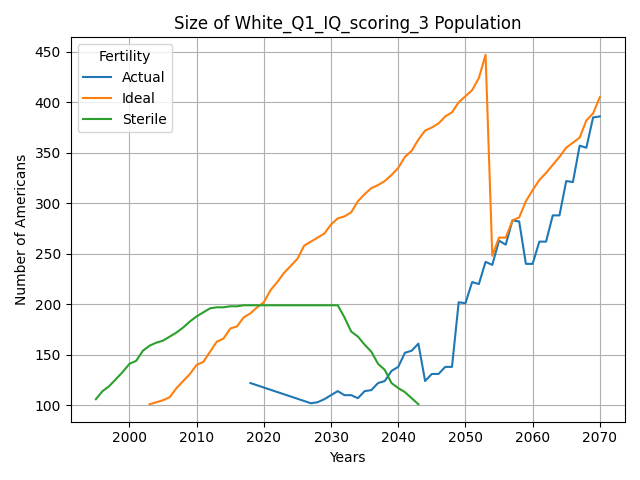 Size of White_Q1_IQ_scoring_3 Population
Number of Americans
450
400
350
300
250
200
150
100
Fertility
Actual
Ideal
Sterile
2000 2010 2020 2030 2040 2050 2060 2070
Years